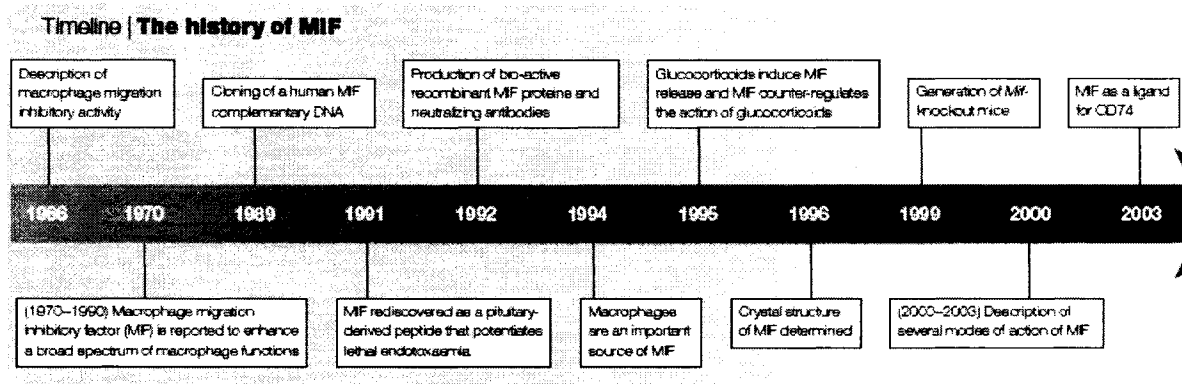 Timeline | The history of MIF
Description of
macrophage migration
inhibitory activity
Cloning of a human MIF
complementary DNA
Production of bio-active
recombinant MIF proteins and
neutralizing antibodies
Glucocorticoids induce MIF
release and MIF counter-regulates
the action of glucocorticoids
Generation of Mif-
knockout mice
MIF as a ligand
for CD74
1966 1970 1989 1991 1992 1994 1995 1996 1999 2000 2003
(1970–1990) Macrophage migration
inhibitory factor (MIF) is reported to enhance
a broad spectrum of macrophage functions
MIF rediscovered as a pituitary-
derived peptide that potentiates
lethal endotoxaemia
Macrophages
are an important
source of MIF
Crystal structure
of MIF determined
(2000–2003) Description of
several modes of action of MIF